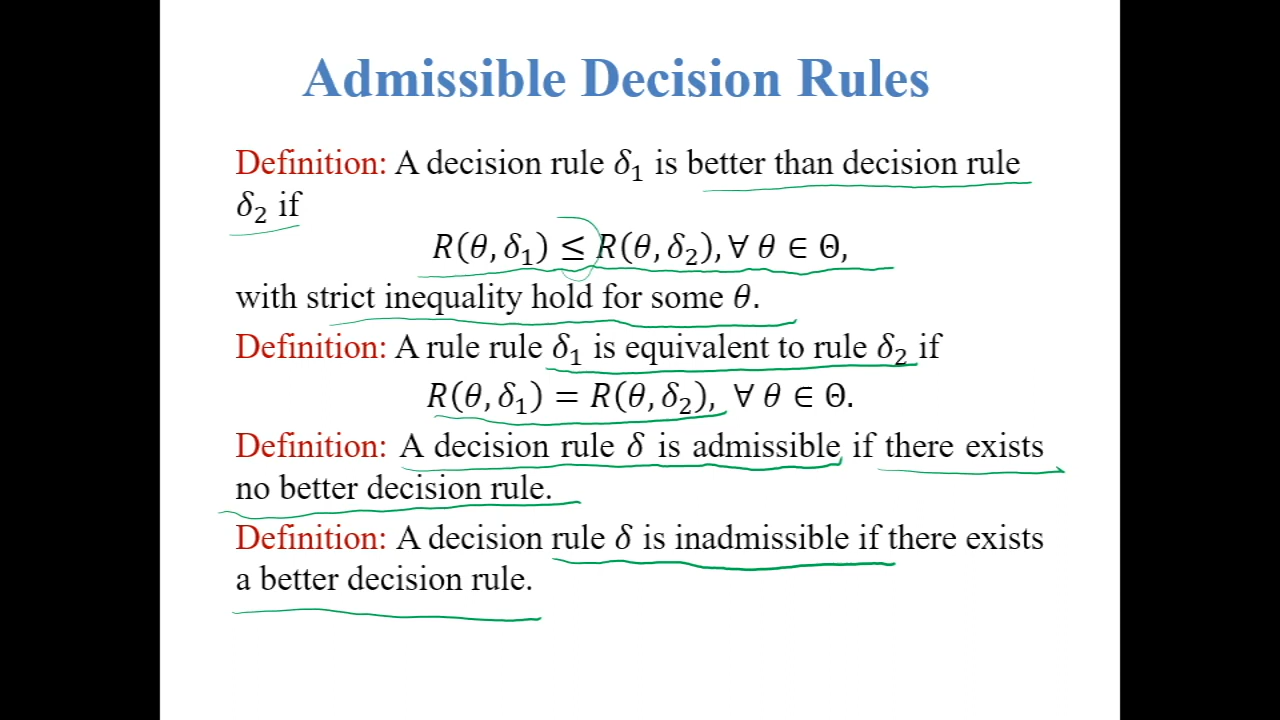 Admissible Decision Rules
Definition: A decision rule 𝛿₁ is better than decision rule
𝛿₂ if
𝑅(𝜃, 𝛿₁) ≤ 𝑅(𝜃, 𝛿₂), ∀ 𝜃 ∈ Θ,
with strict inequality hold for some 𝜃.
Definition: A rule rule 𝛿₁ is equivalent to rule 𝛿₂ if
𝑅(𝜃, 𝛿₁) = 𝑅(𝜃, 𝛿₂), ∀ 𝜃 ∈ Θ.
Definition: A decision rule 𝛿 is admissible if there exists
no better decision rule.
Definition: A decision rule 𝛿 is inadmissible if there exists
a better decision rule.